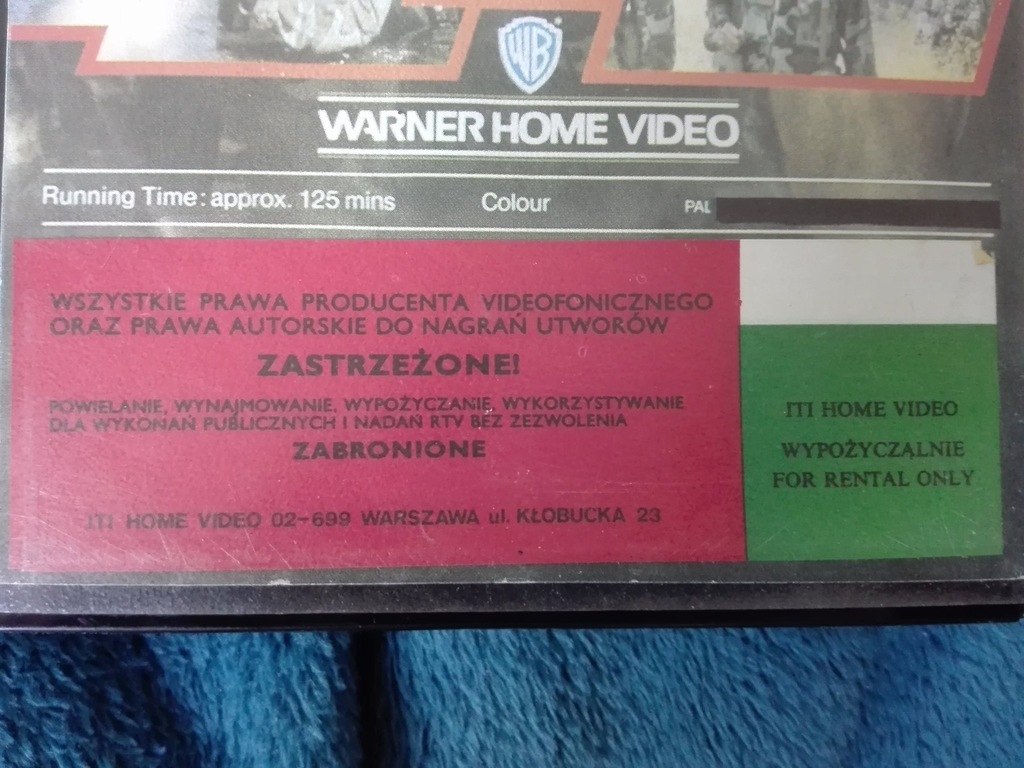 WB
WARNER HOME VIDEO
Running Time: approx. 125 mins Colour PAL
WSZYSTKIE PRAWA PRODUCENTA VIDEOFONICZNEGO
ORAZ PRAWA AUTORSKIE DO NAGRAŃ UTWORÓW
ZASTRZEŻONE!
POWIELANIE, WYNAJMOWANIE, WYPOŻYCZANIE, WYKORZYSTYWANIE
DLA WYKONAŃ PUBLICZNYCH I NADAŃ RTV BEZ ZEZWOLENIA
ZABRONIONE
ITI HOME VIDEO 02-699 WARSZAWA ul. KŁOBUCKA 23
ITI HOME VIDEO
WYPOŻYCZALNIE
FOR RENTAL ONLY